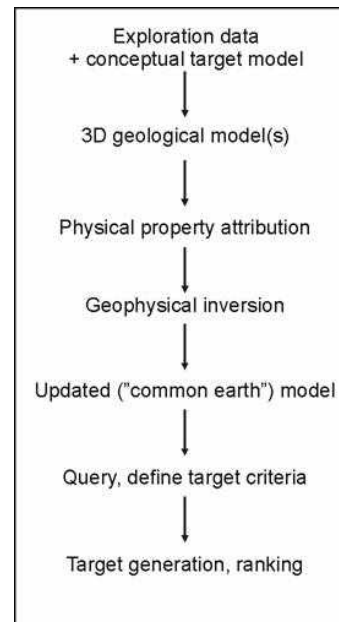 Exploration data
+ conceptual target model
3D geological model(s)
Physical property attribution
Geophysical inversion
Updated ("common earth") model
Query, define target criteria
Target generation, ranking